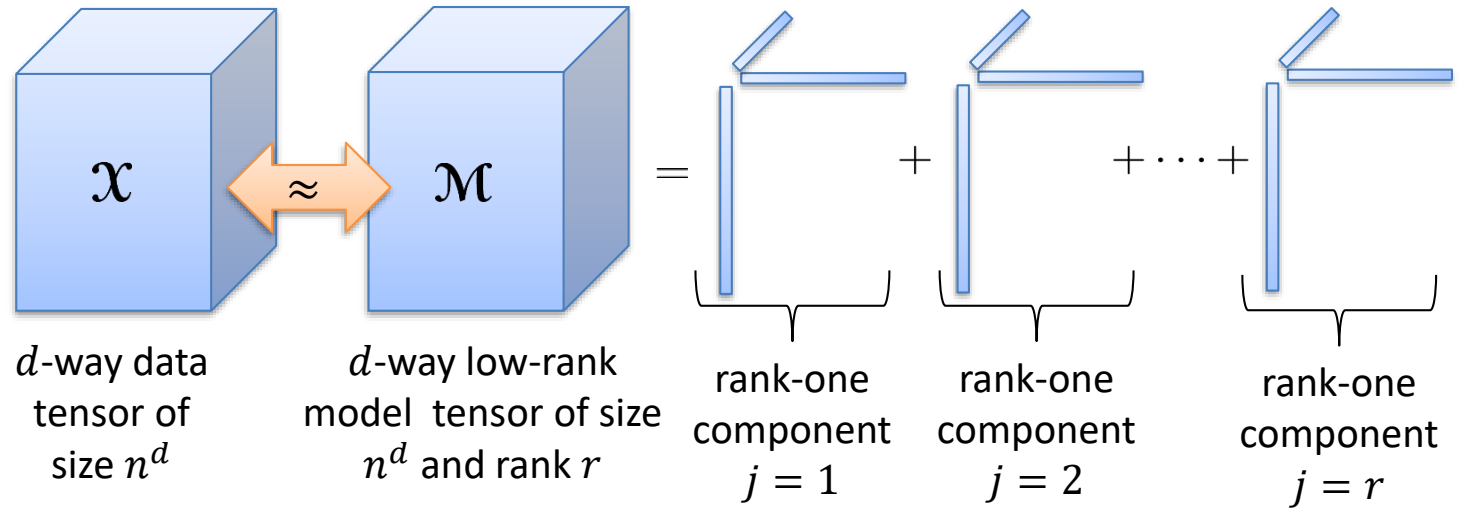 𝒳 ≈ ℳ = + + ⋯ +
d-way data
tensor of
size n^d
d-way low-rank
model tensor of size
n^d and rank r
rank-one
component
j = 1
rank-one
component
j = 2
rank-one
component
j = r